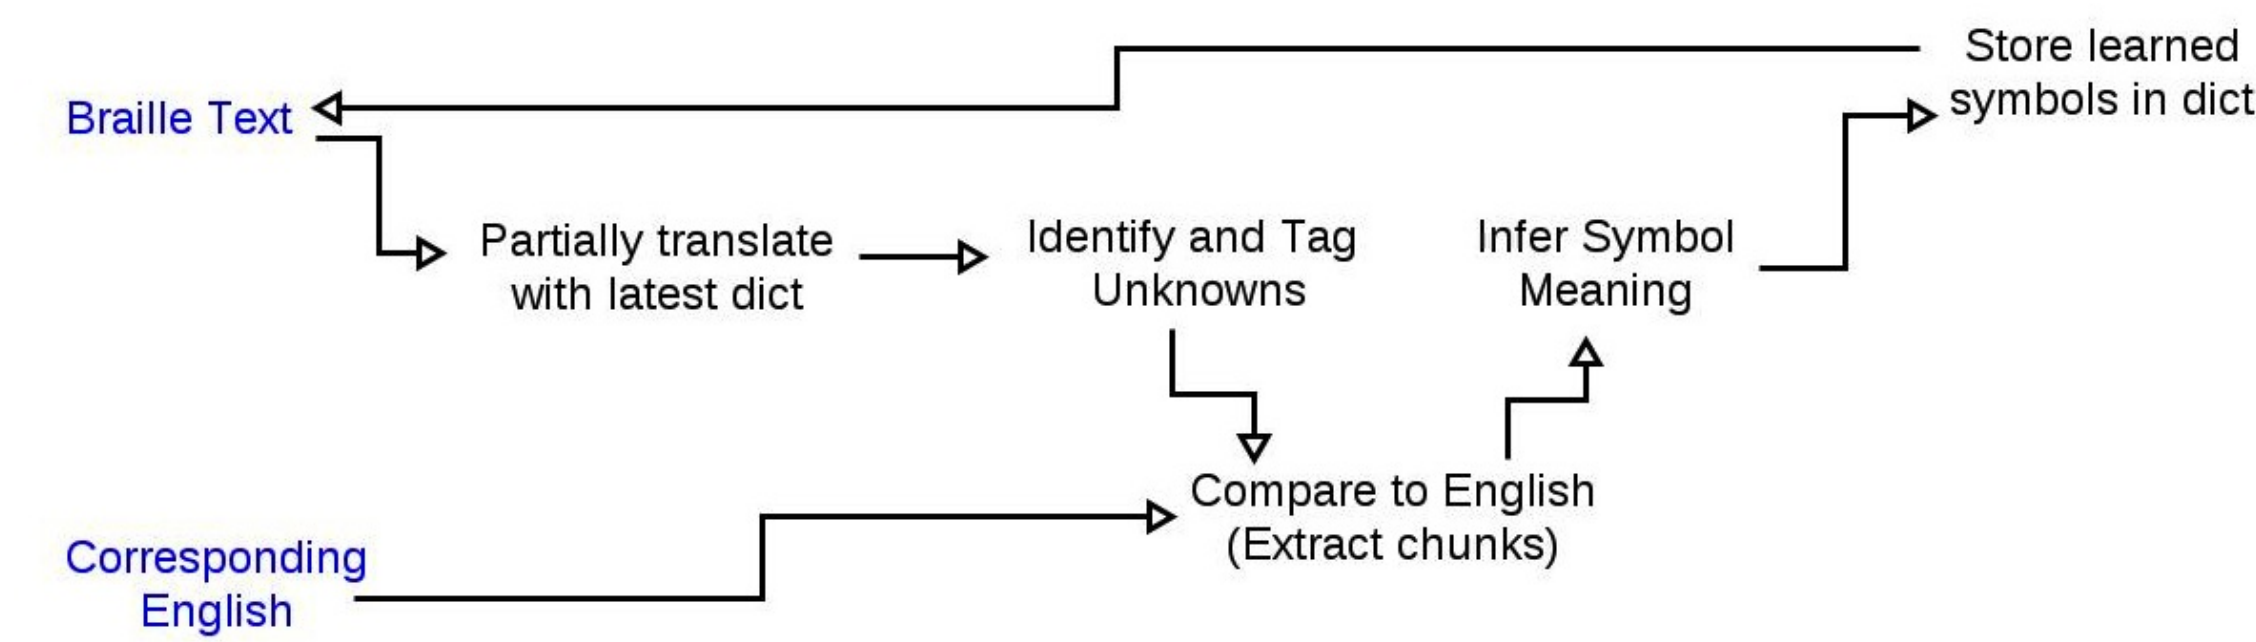 Store learned
symbols in dict
Braille Text
Partially translate
with latest dict
Identify and Tag
Unknowns
Infer Symbol
Meaning
Compare to English
(Extract chunks)
Corresponding
English